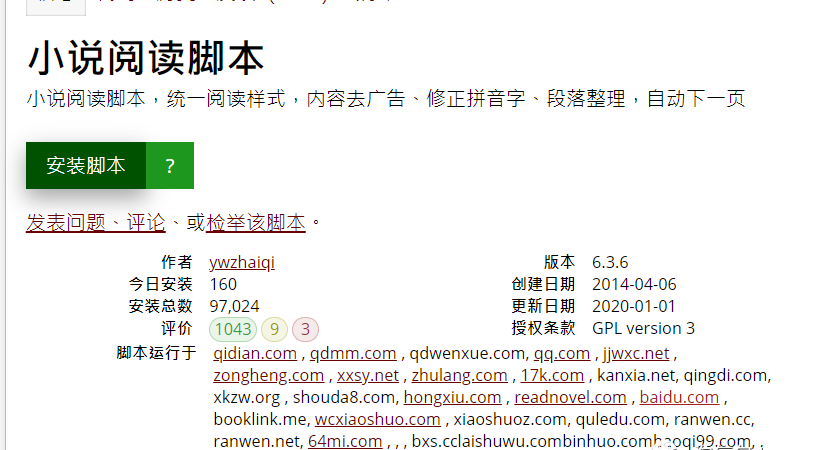 小说阅读脚本
小说阅读脚本，统一阅读样式，内容去广告、修正拼音字、段落整理，自动下一页
安装脚本 ?
发表问题、评论、或检举该脚本。
作者 ywzhaiqi 版本 6.3.6
今日安装 160 创建日期 2014-04-06
安装总数 97,024 更新日期 2020-01-01
评价 1043 9 3 授权条款 GPL version 3
脚本运行于 qidian.com , qdmm.com , qdwenxue.com, qq.com , jjwxc.net ,
zongheng.com , xxsy.net , zhulang.com , 17k.com , kanxia.net, qingdi.com,
xkzw.org , shouda8.com, hongxiu.com , readnovel.com , baidu.com ,
booklink.me, wcxiaoshuo.com , xiaoshuoz.com, quledu.com, ranwen.cc,
ranwen.net, 64mi.com , , , bxs.cclaishuwu.combinhuo.combaoqi99.com,